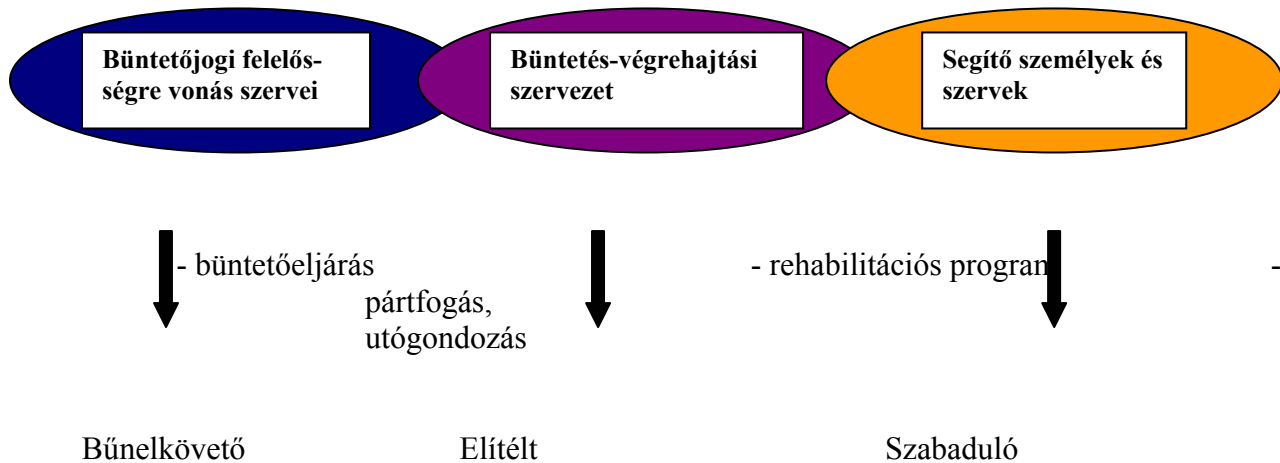 Büntetőjogi felelős-
ségre vonás szervei
Büntetés-végrehajtási
szervezet
Segítő személyek és
szervek
- büntetőeljárás
- rehabilitációs program
-
pártfogás,
utógondozás
Bűnelkövető
Elítélt
Szabaduló